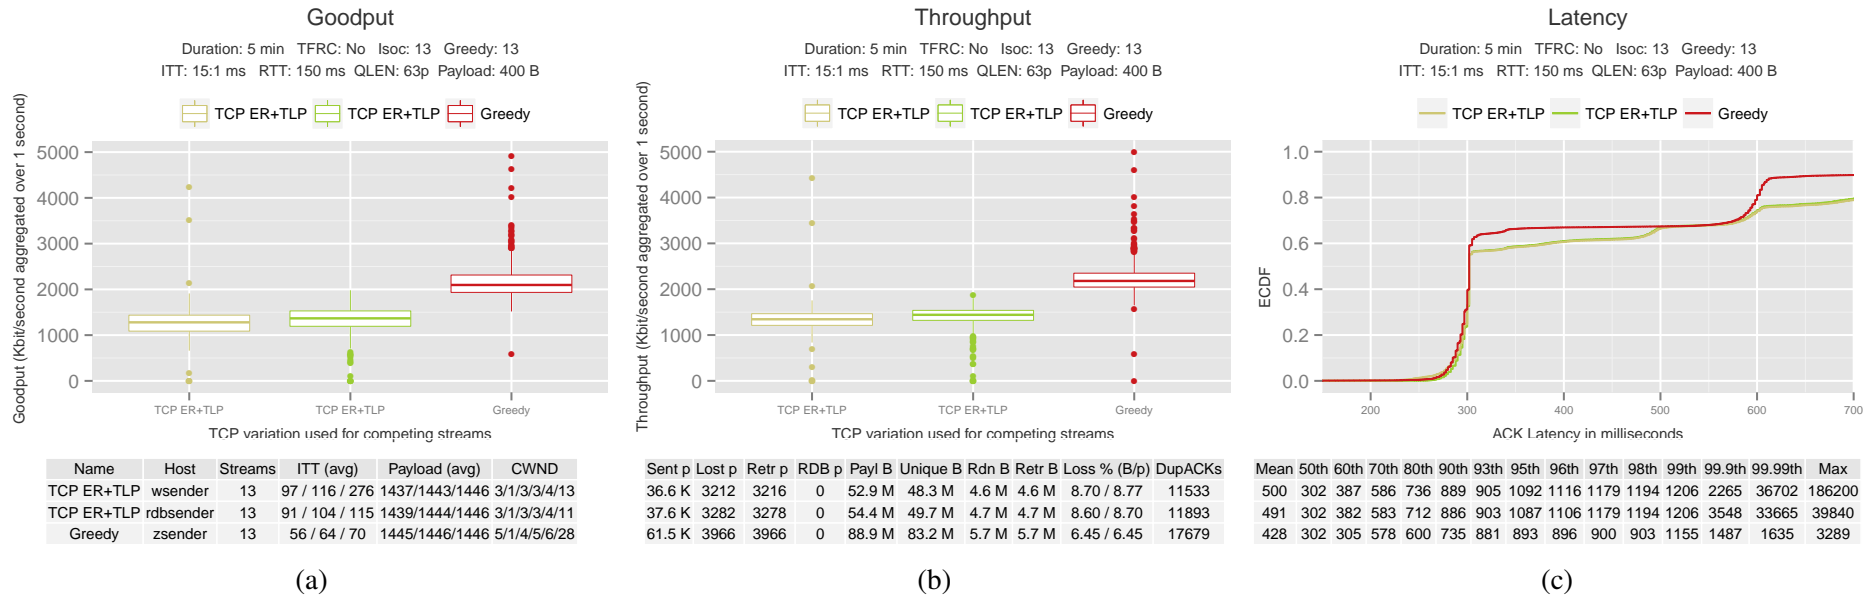 Goodput
Duration: 5 min TFRC: No Isoc: 13 Greedy: 13
ITT: 15:1 ms RTT: 150 ms QLEN: 63p Payload: 400 B
TCP ER+TLP TCP ER+TLP Greedy
Goodput (Kbit/second aggregated over 1 second)
5000
4000
3000
2000
1000
0
TCP ER+TLP TCP ER+TLP Greedy
TCP variation used for competing streams
Name Host Streams ITT (avg) Payload (avg) CWND
TCP ER+TLP wsender 13 97 / 116 / 276 1437/1443/1446 3/1/3/3/4/13
TCP ER+TLP rdbsender 13 91 / 104 / 115 1439/1444/1446 3/1/3/3/4/11
Greedy zsender 13 56 / 64 / 70 1445/1446/1446 5/1/4/5/6/28
(a)
Throughput
Duration: 5 min TFRC: No Isoc: 13 Greedy: 13
ITT: 15:1 ms RTT: 150 ms QLEN: 63p Payload: 400 B
TCP ER+TLP TCP ER+TLP Greedy
Throughput (Kbit/second aggregated over 1 second)
5000
4000
3000
2000
1000
0
TCP ER+TLP TCP ER+TLP Greedy
TCP variation used for competing streams
Sent p Lost p Retr p RDB p Payl B Unique B Rdn B Retr B Loss % (B/p) DupACKs
36.6 K 3212 3216 0 52.9 M 48.3 M 4.6 M 4.6 M 8.70 / 8.77 11533
37.6 K 3282 3278 0 54.4 M 49.7 M 4.7 M 4.7 M 8.60 / 8.70 11893
61.5 K 3966 3966 0 88.9 M 83.2 M 5.7 M 5.7 M 6.45 / 6.45 17679
(b)
Latency
Duration: 5 min TFRC: No Isoc: 13 Greedy: 13
ITT: 15:1 ms RTT: 150 ms QLEN: 63p Payload: 400 B
TCP ER+TLP TCP ER+TLP Greedy
ECDF
1.0
0.8
0.6
0.4
0.2
0.0
200 300 400 500 600 700
ACK Latency in milliseconds
Mean 50th 60th 70th 80th 90th 93th 95th 96th 97th 98th 99th 99.9th 99.99th Max
500 302 387 586 736 889 905 1092 1116 1179 1194 1206 2265 36702 186200
491 302 382 583 712 886 903 1087 1106 1179 1194 1206 3548 33665 39840
428 302 305 578 600 735 881 893 896 900 903 1155 1487 1635 3289
(c)